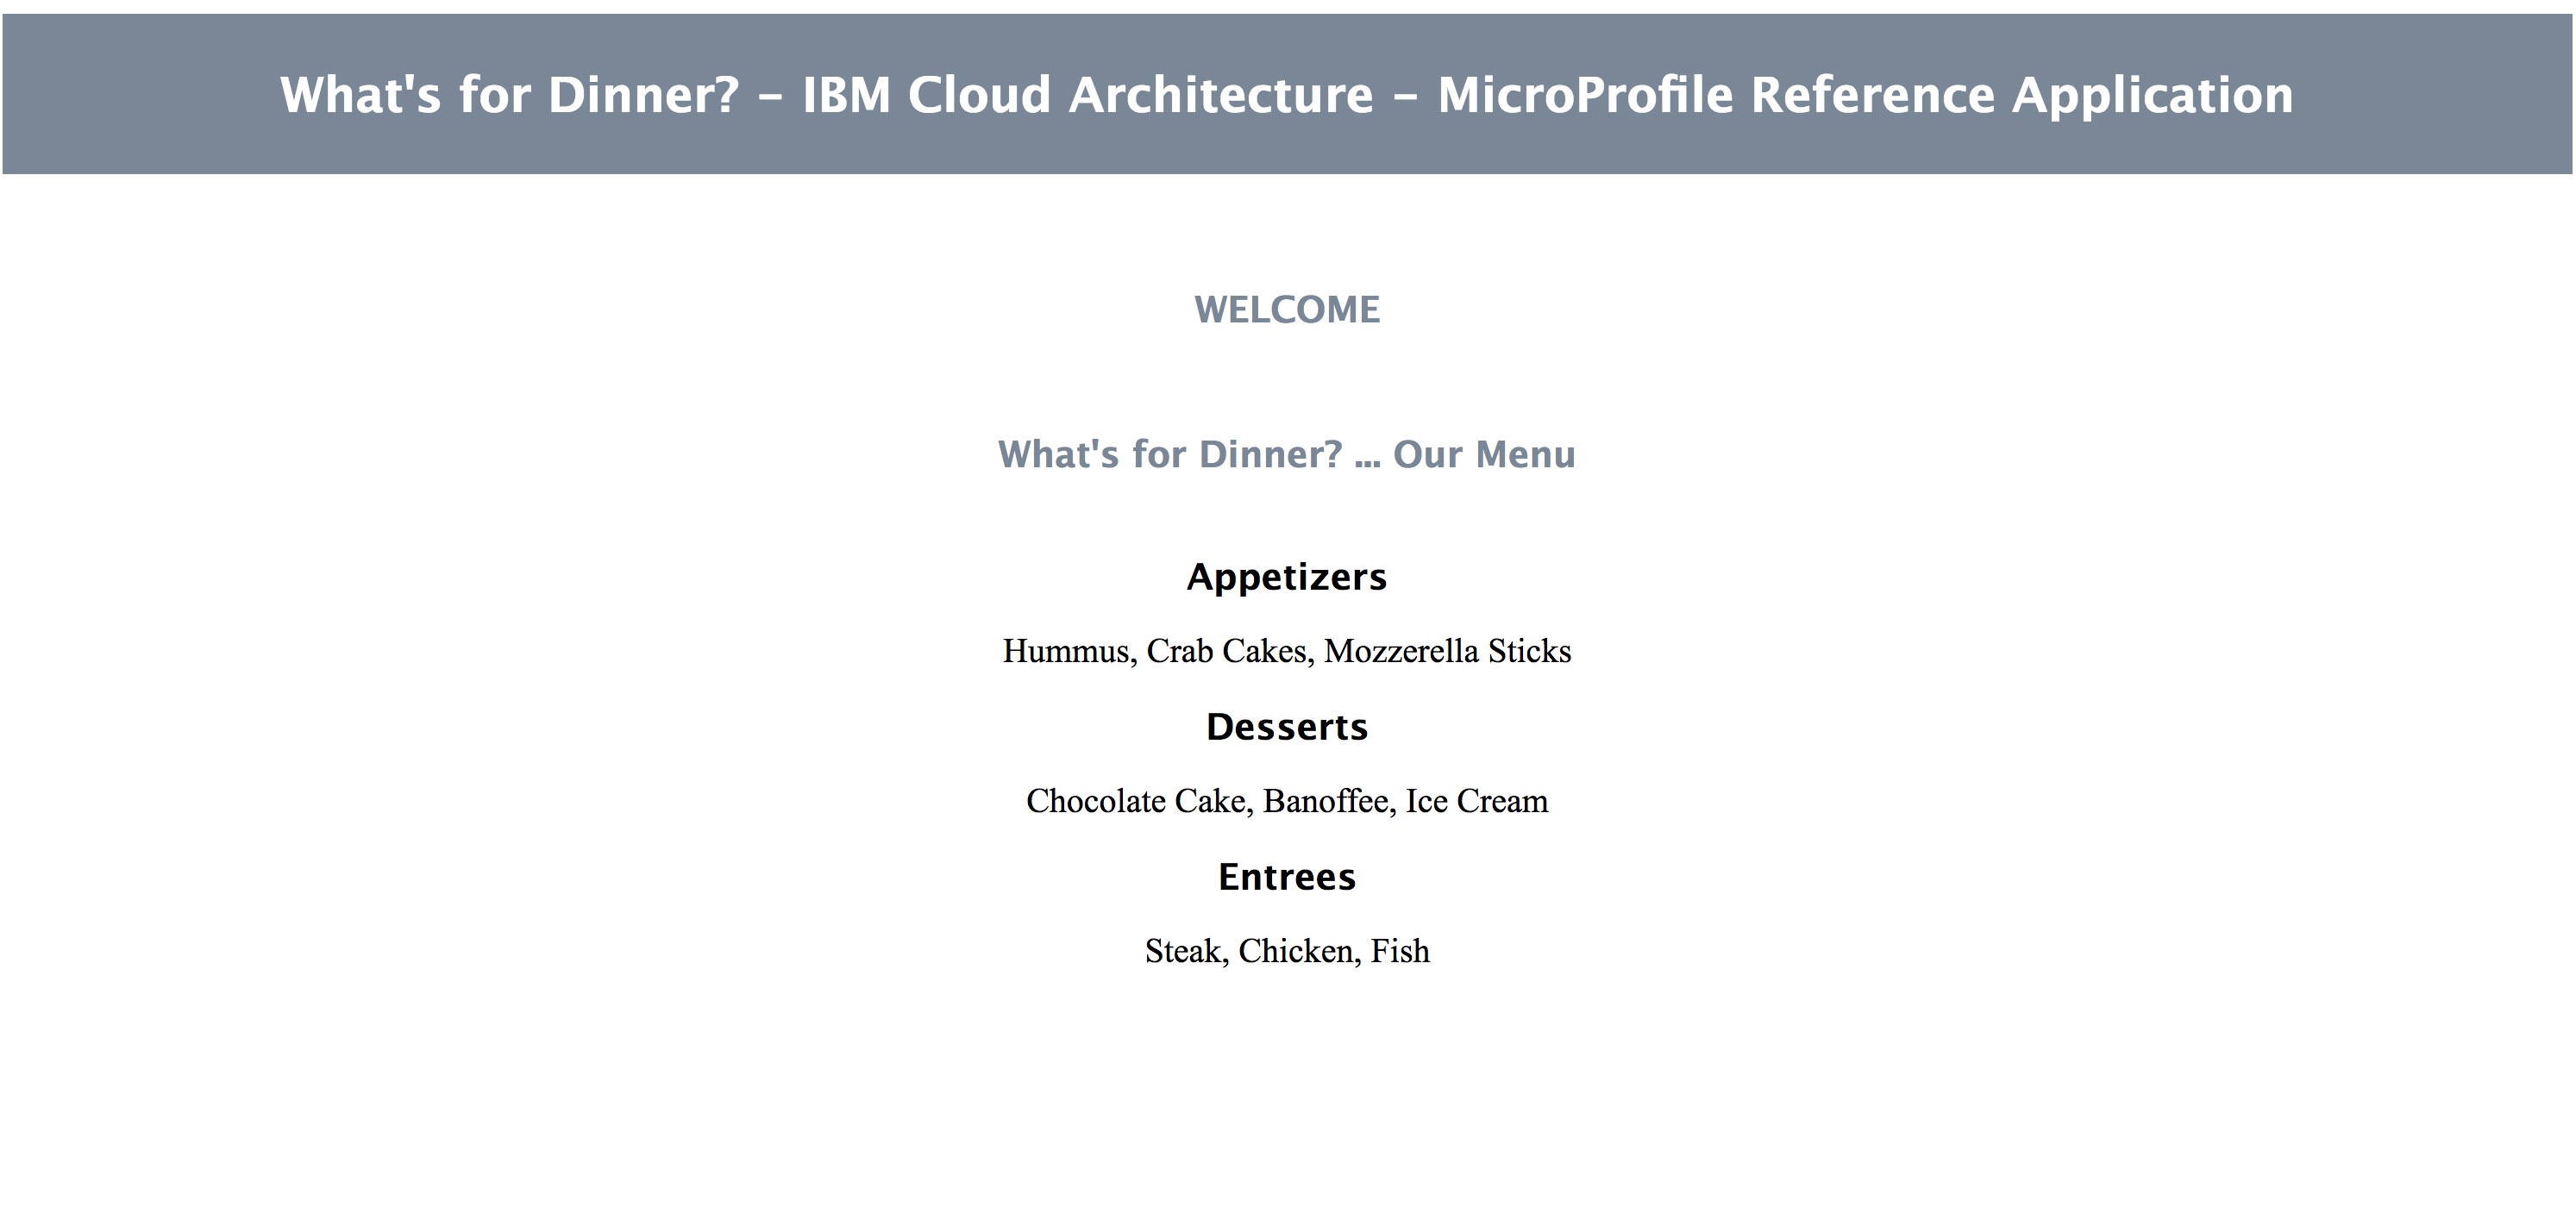 What's for Dinner? - IBM Cloud Architecture - MicroProfile Reference Application
WELCOME
What's for Dinner? ... Our Menu
Appetizers
Hummus, Crab Cakes, Mozzerella Sticks
Desserts
Chocolate Cake, Banoffee, Ice Cream
Entrees
Steak, Chicken, Fish